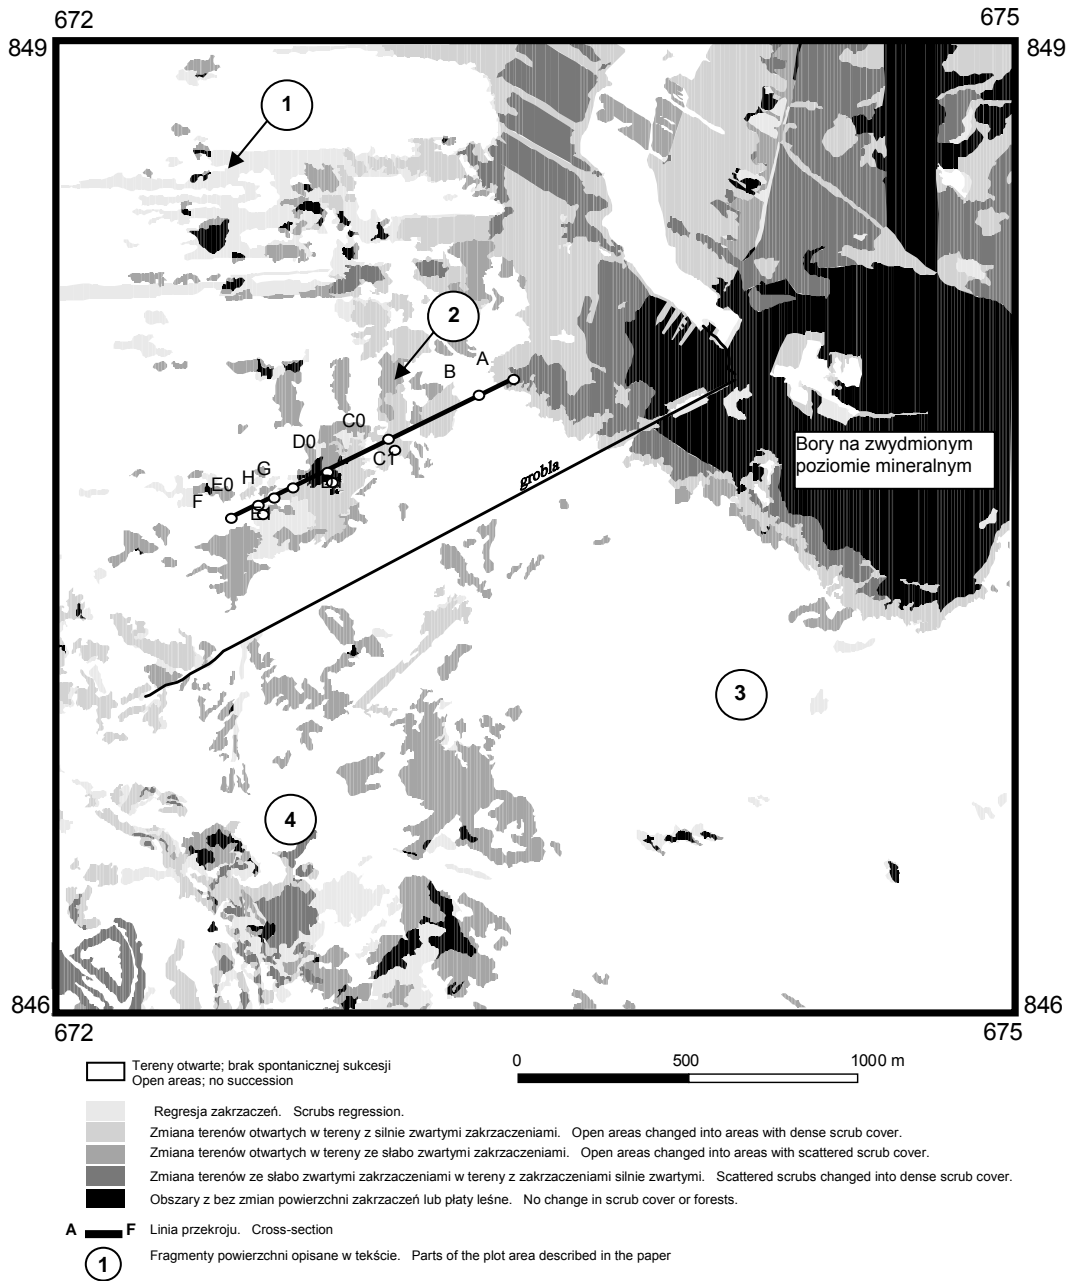 672
675
849
849
1
2
A
B
C0
C1
D0
G
H
E0
F
E1
grobla
Bory na zwydmionym
poziomie mineralnym
3
4
846
846
672
675
Tereny otwarte; brak spontanicznej sukcesji
Open areas; no succession
0 500 1000 m
Regresja zakrzaczeń. Scrubs regression.
Zmiana terenów otwartych w tereny z silnie zwartymi zakrzaczeniami. Open areas changed into areas with dense scrub cover.
Zmiana terenów otwartych w tereny ze słabo zwartymi zakrzaczeniami. Open areas changed into areas with scattered scrub cover.
Zmiana terenów ze słabo zwartymi zakrzaczeniami w tereny z zakrzaczeniami silnie zwartymi. Scattered scrubs changed into dense scrub cover.
Obszary z bez zmian powierzchni zakrzaczeń lub płaty leśne. No change in scrub cover or forests.
A F Linia przekroju. Cross-section
1 Fragmenty powierzchni opisane w tekście. Parts of the plot area described in the paper